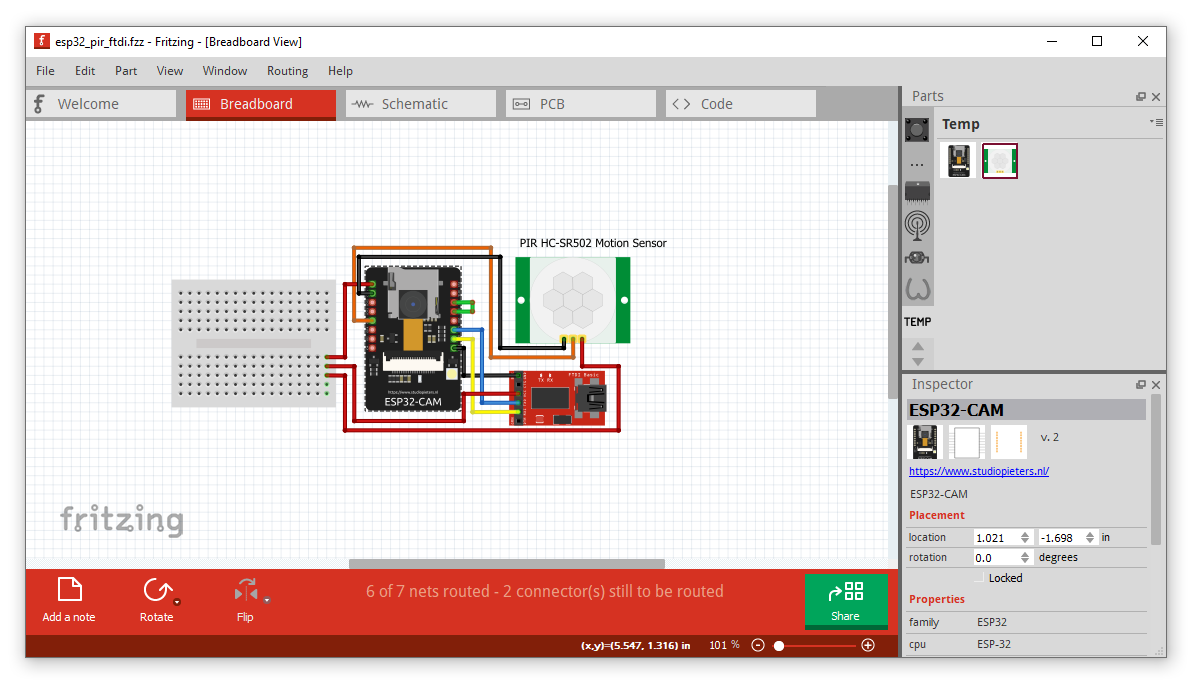 esp32_pir_ftdi.fzz - Fritzing - [Breadboard View]
File Edit Part View Window Routing Help
Welcome Breadboard Schematic PCB Code
Parts
Temp
TEMP
PIR HC-SR502 Motion Sensor
https://www.studiopieters.nl
ESP32-CAM
FTDI Basic
TX RX
fritzing
Inspector
ESP32-CAM
v. 2
https://www.studiopieters.nl/
ESP32-CAM
Placement
location 1.021 -1.698 in
rotation 0.0 degrees
Locked
Properties
family ESP32
cpu ESP-32
Add a note Rotate Flip
6 of 7 nets routed - 2 connector(s) still to be routed
Share
(x,y)=(5.547, 1.316) in 101 %